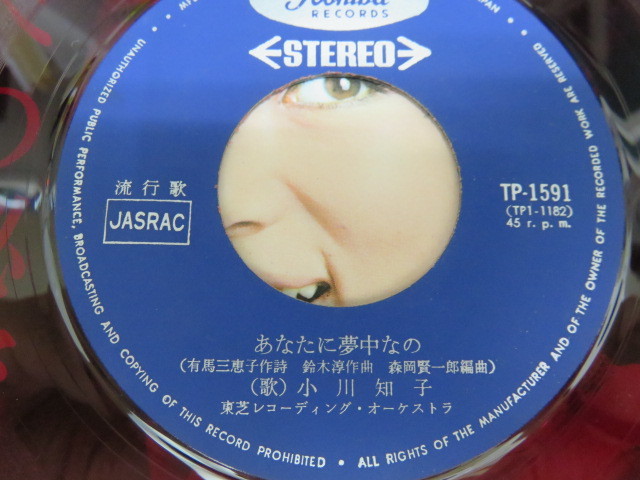 Toshiba
RECORDS
STEREO
流行歌
JASRAC
TP-1591
(TP1-1182)
45 r. p. m.
あなたに夢中なの
(有馬三恵子作詩 鈴木淳作曲 森岡賢一郎編曲)
(歌) 小川知子
東芝レコーディング・オーケストラ
UNAUTHORIZED PUBLIC PERFORMANCE, BROADCASTING AND COPYING OF THIS RECORD PROHIBITED • ALL RIGHTS OF THE MANUFACTURER AND OF THE OWNER OF THE RECORDED WORK ARE RESERVED